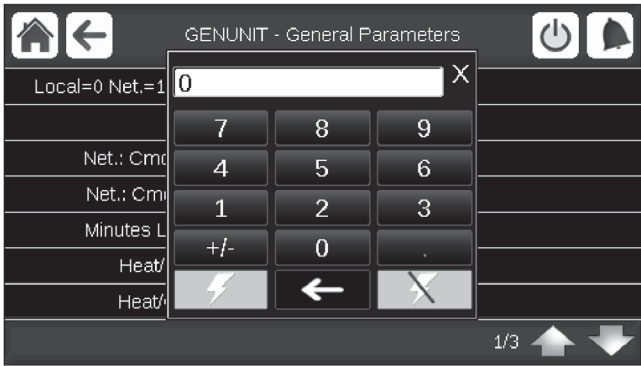 GENUNIT - General Parameters
0
X
Local=0 Net.=1
7 8 9
Net.: Cmd
4 5 6
Net.: Cm
1 2 3
Minutes L
+/- 0 .
Heat/
Heat/
1/3